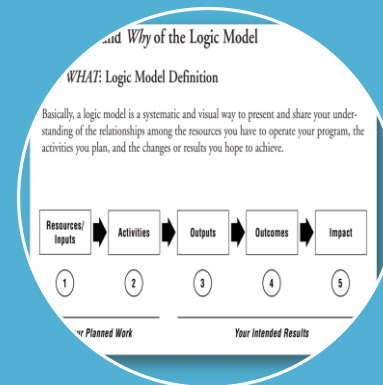 and Why of the Logic Model
WHAT: Logic Model Definition
Basically, a logic model is a systematic and visual way to present and share your under-
standing of the relationships among the resources you have to operate your program, the
activities you plan, and the changes or results you hope to achieve.
Resources/
Inputs
Activities
Outputs
Outcomes
Impact
1
2
3
4
5
Planned Work
Your Intended Results